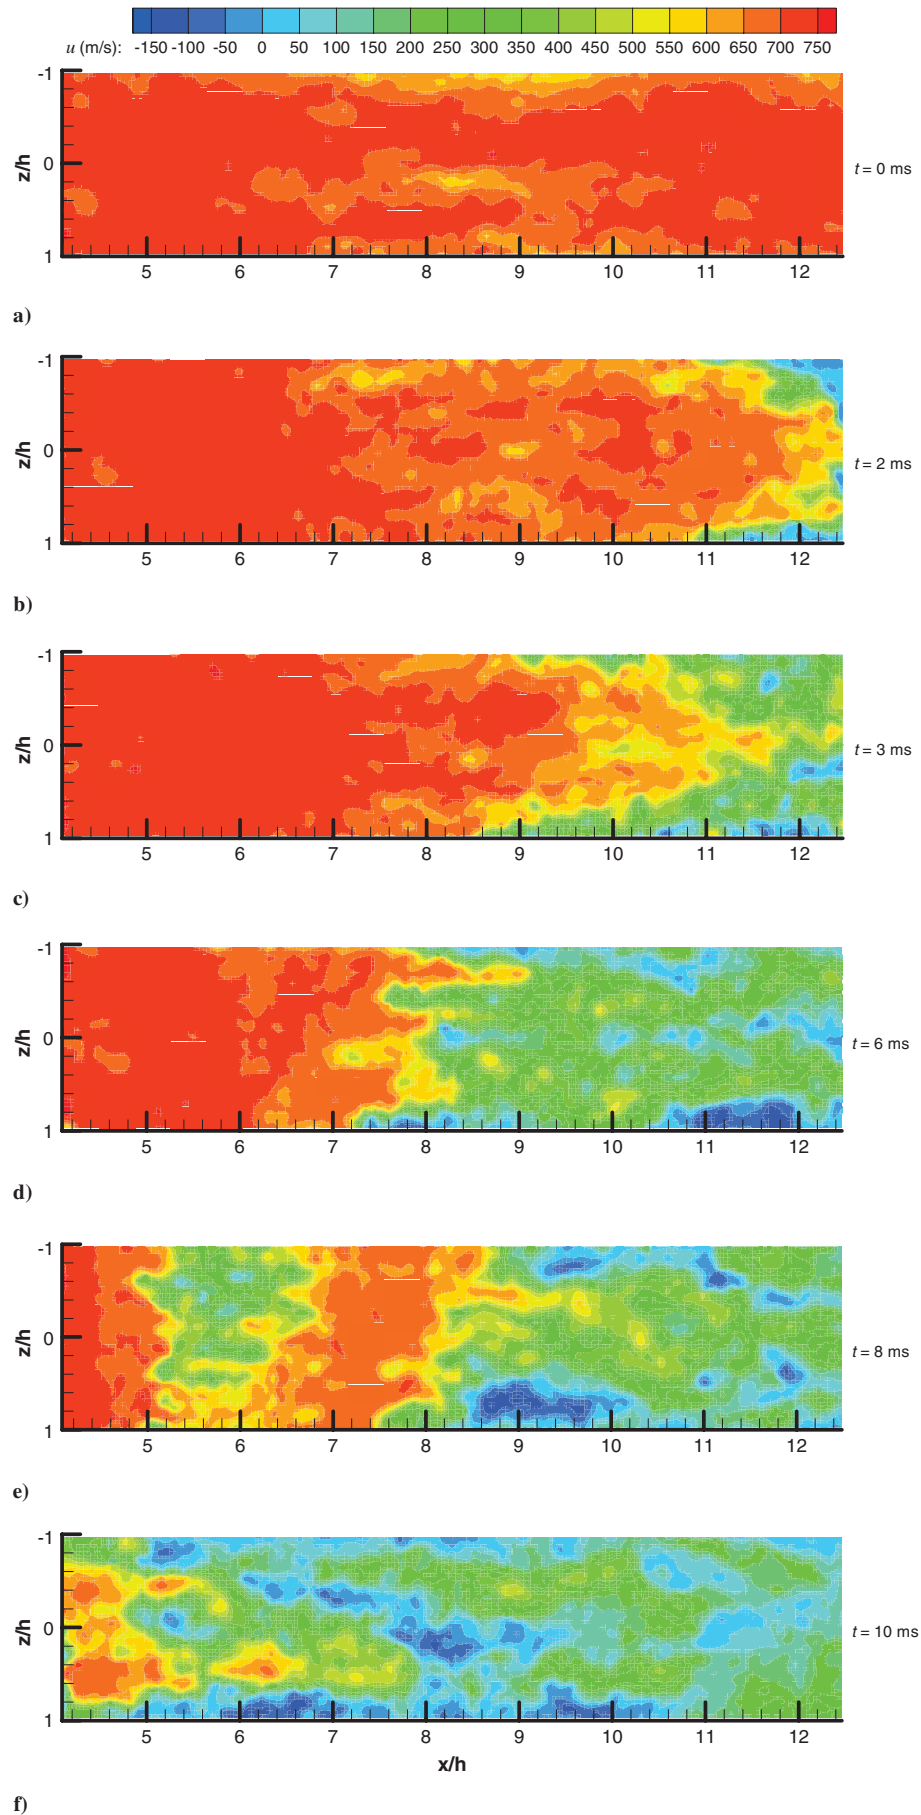 u (m/s): -150 -100 -50 0 50 100 150 200 250 300 350 400 450 500 550 600 650 700 750
-1
z/h 0 t = 0 ms
1
5 6 7 8 9 10 11 12
a)
-1
z/h 0 t = 2 ms
1
5 6 7 8 9 10 11 12
b)
-1
z/h 0 t = 3 ms
1
5 6 7 8 9 10 11 12
c)
-1
z/h 0 t = 6 ms
1
5 6 7 8 9 10 11 12
d)
-1
z/h 0 t = 8 ms
1
5 6 7 8 9 10 11 12
e)
-1
z/h 0 t = 10 ms
1
5 6 7 8 9 10 11 12
x/h
f)